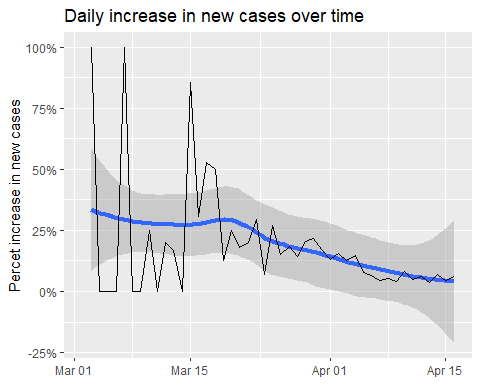 Daily increase in new cases over time
Percet increase in new cases
100%
75%
50%
25%
0%
-25%
Mar 01
Mar 15
Apr 01
Apr 15